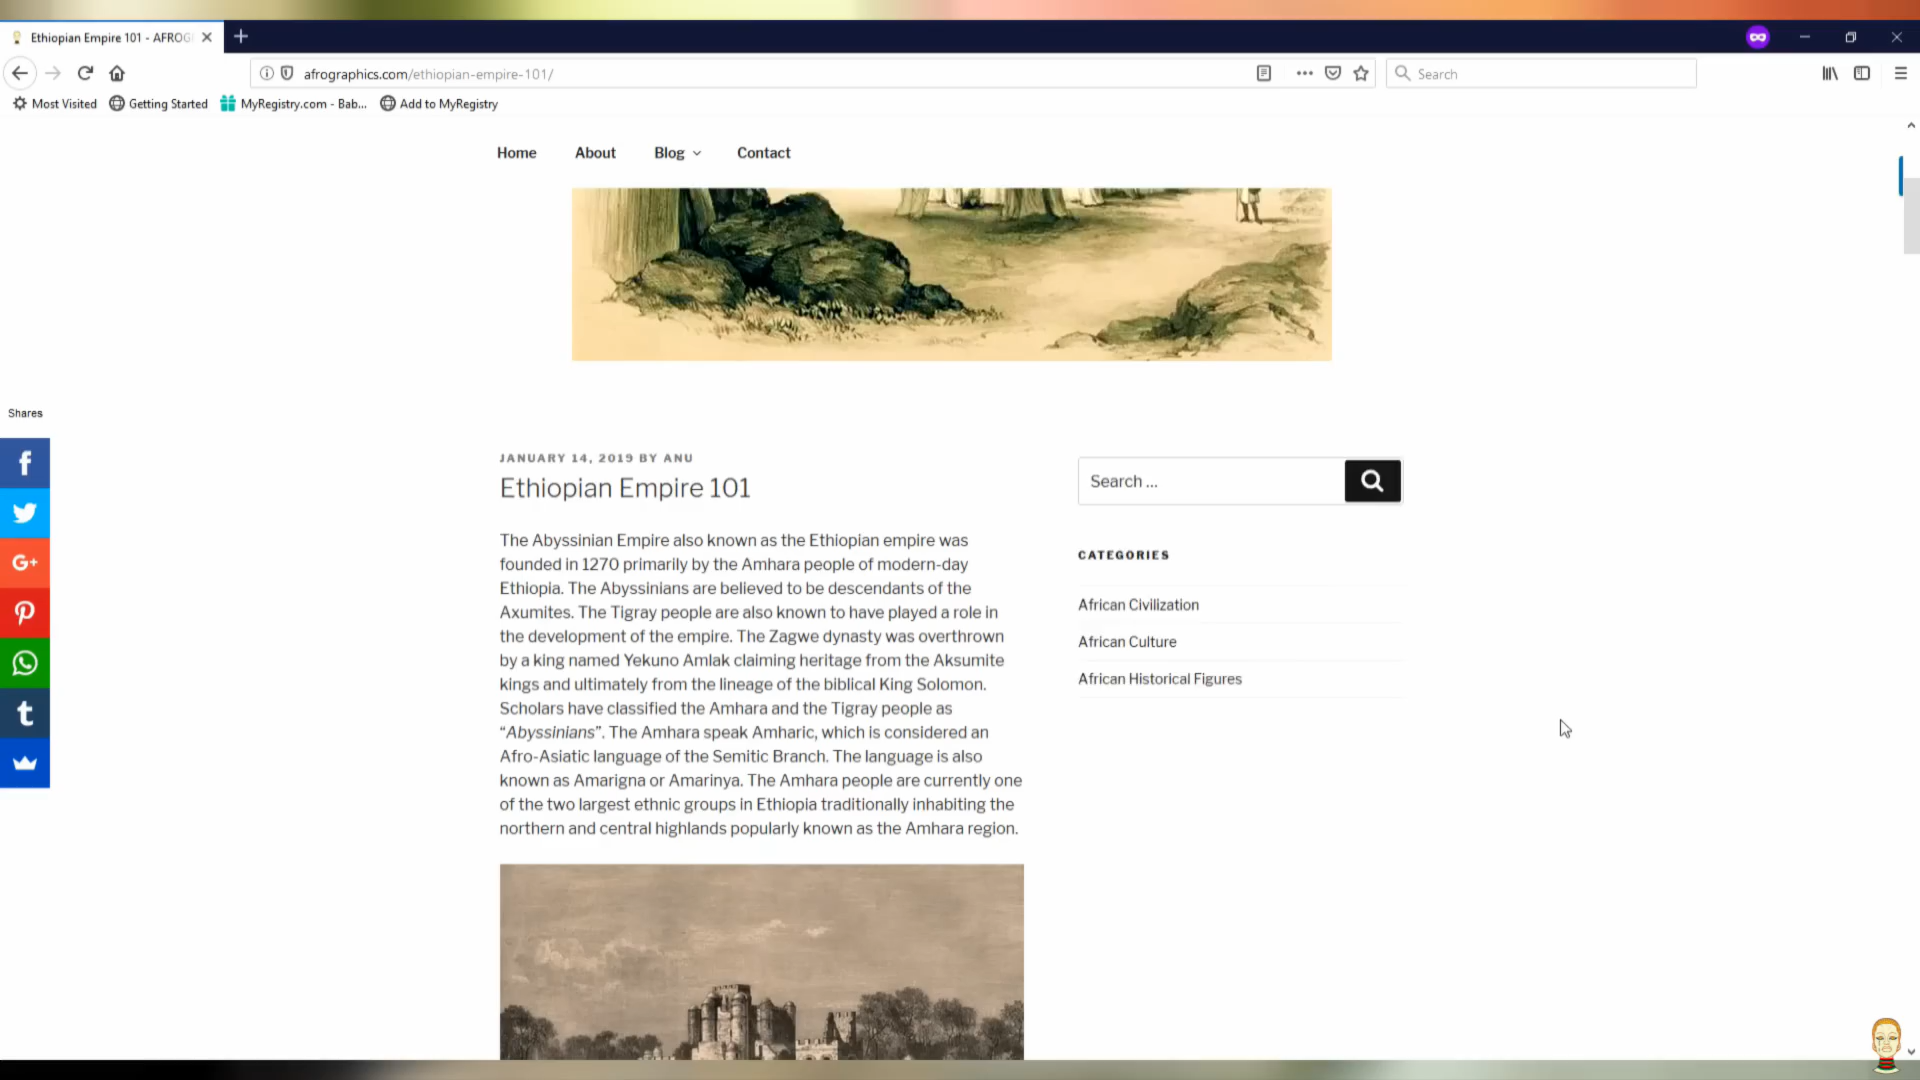 Ethiopian Empire 101 - AFROG
afrographics.com/ethiopian-empire-101/
Search
Most Visited
Getting Started
MyRegistry.com - Bab...
Add to MyRegistry
Home
About
Blog
Contact
Shares
JANUARY 14, 2019 BY ANU
Ethiopian Empire 101
The Abyssinian Empire also known as the Ethiopian empire was
founded in 1270 primarily by the Amhara people of modern-day
Ethiopia. The Abyssinians are believed to be descendants of the
Axumites. The Tigray people are also known to have played a role in
the development of the empire. The Zagwe dynasty was overthrown
by a king named Yekuno Amlak claiming heritage from the Aksumite
kings and ultimately from the lineage of the biblical King Solomon.
Scholars have classified the Amhara and the Tigray people as
“Abyssinians”. The Amhara speak Amharic, which is considered an
Afro-Asiatic language of the Semitic Branch. The language is also
known as Amarigna or Amarinya. The Amhara people are currently one
of the two largest ethnic groups in Ethiopia traditionally inhabiting the
northern and central highlands popularly known as the Amhara region.
Search ...
CATEGORIES
African Civilization
African Culture
African Historical Figures